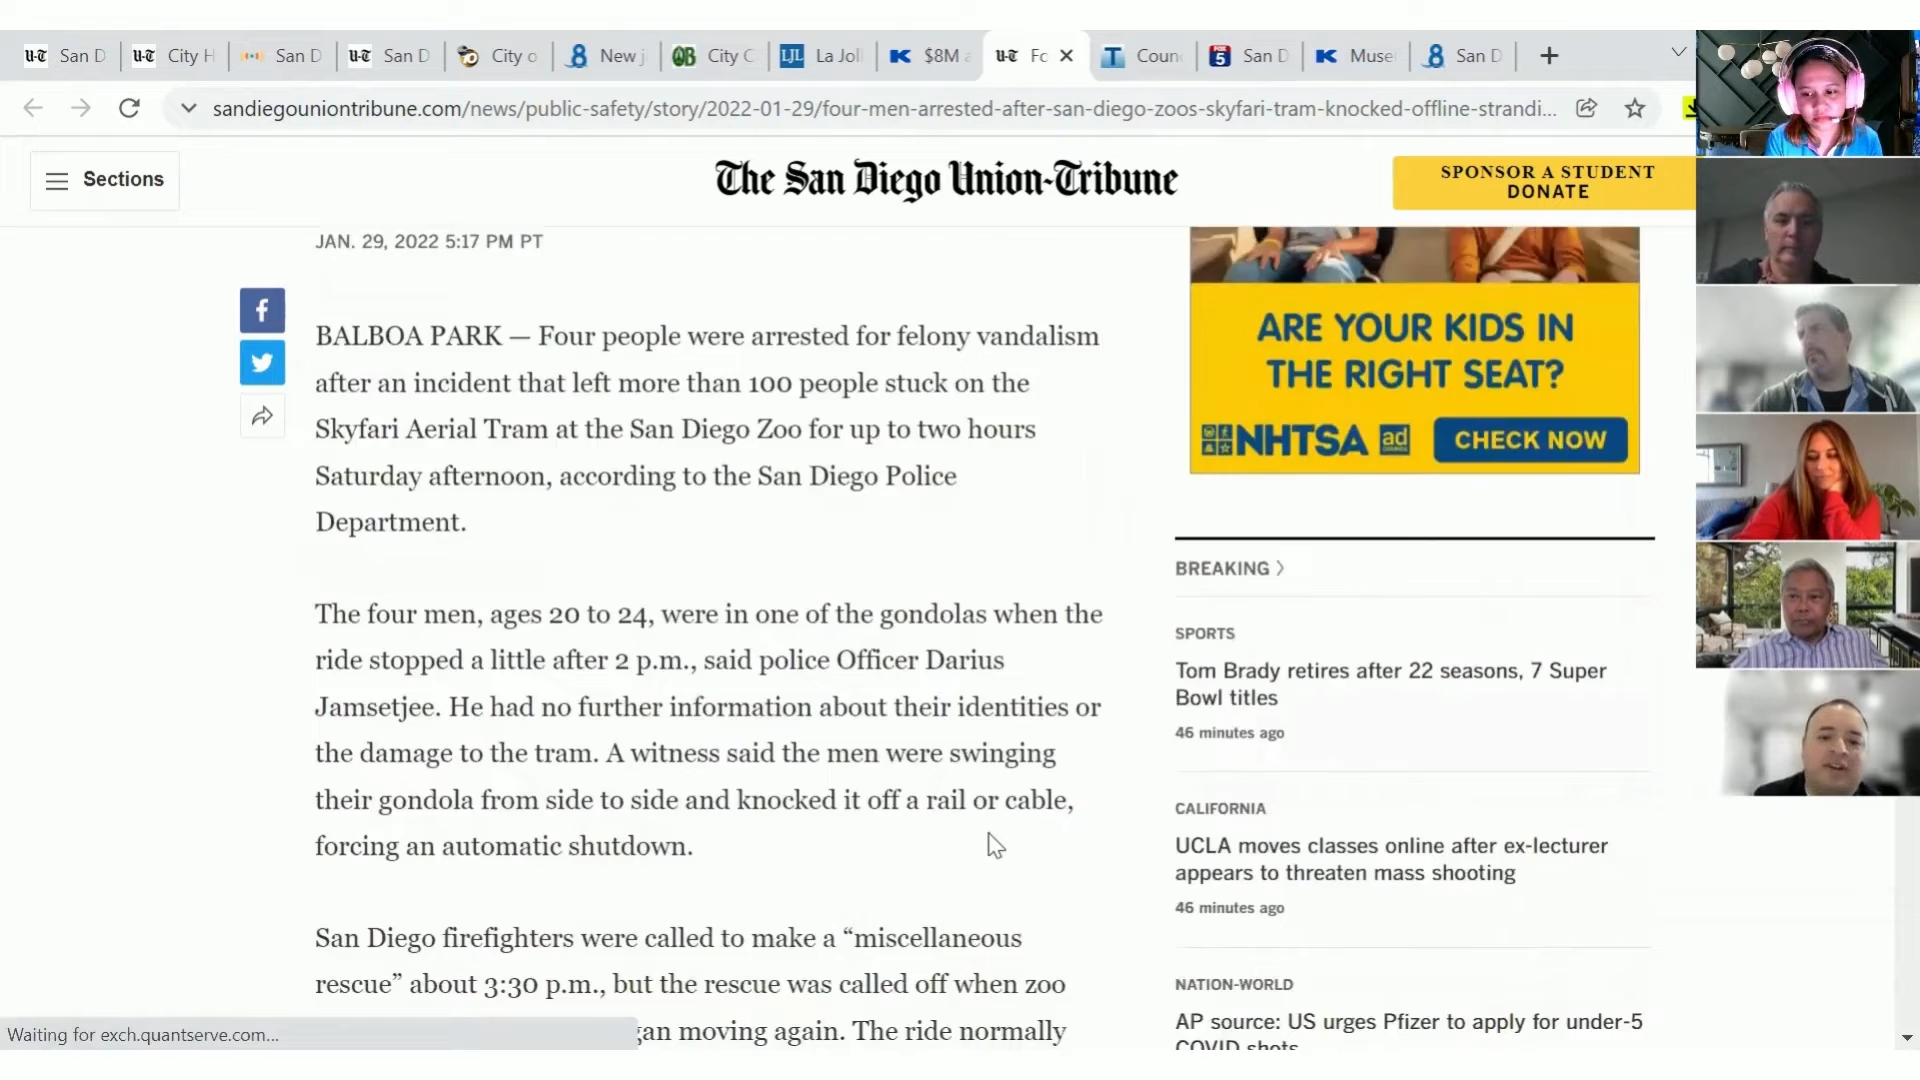 U-T San D
U-T City H
San D
U-T San D
City o
8 New j
OB City C
LJL La Jol
K $8M a
U-T Fo
T Coun
FOX 5 San D
K Muse
8 San D
sandiegouniontribune.com/news/public-safety/story/2022-01-29/four-men-arrested-after-san-diego-zoos-skyfari-tram-knocked-offline-strandi...
Sections
The San Diego Union-Tribune
SPONSOR A STUDENT
DONATE
JAN. 29, 2022 5:17 PM PT
BALBOA PARK — Four people were arrested for felony vandalism
after an incident that left more than 100 people stuck on the
Skyfari Aerial Tram at the San Diego Zoo for up to two hours
Saturday afternoon, according to the San Diego Police
Department.
The four men, ages 20 to 24, were in one of the gondolas when the
ride stopped a little after 2 p.m., said police Officer Darius
Jamsetjee. He had no further information about their identities or
the damage to the tram. A witness said the men were swinging
their gondola from side to side and knocked it off a rail or cable,
forcing an automatic shutdown.
San Diego firefighters were called to make a “miscellaneous
rescue” about 3:30 p.m., but the rescue was called off when zoo
gan moving again. The ride normally
Waiting for exch.quantserve.com...
ARE YOUR KIDS IN
THE RIGHT SEAT?
NHTSA ad COUNCIL CHECK NOW
BREAKING
SPORTS
Tom Brady retires after 22 seasons, 7 Super
Bowl titles
46 minutes ago
CALIFORNIA
UCLA moves classes online after ex-lecturer
appears to threaten mass shooting
46 minutes ago
NATION-WORLD
AP source: US urges Pfizer to apply for under-5
COVID shots